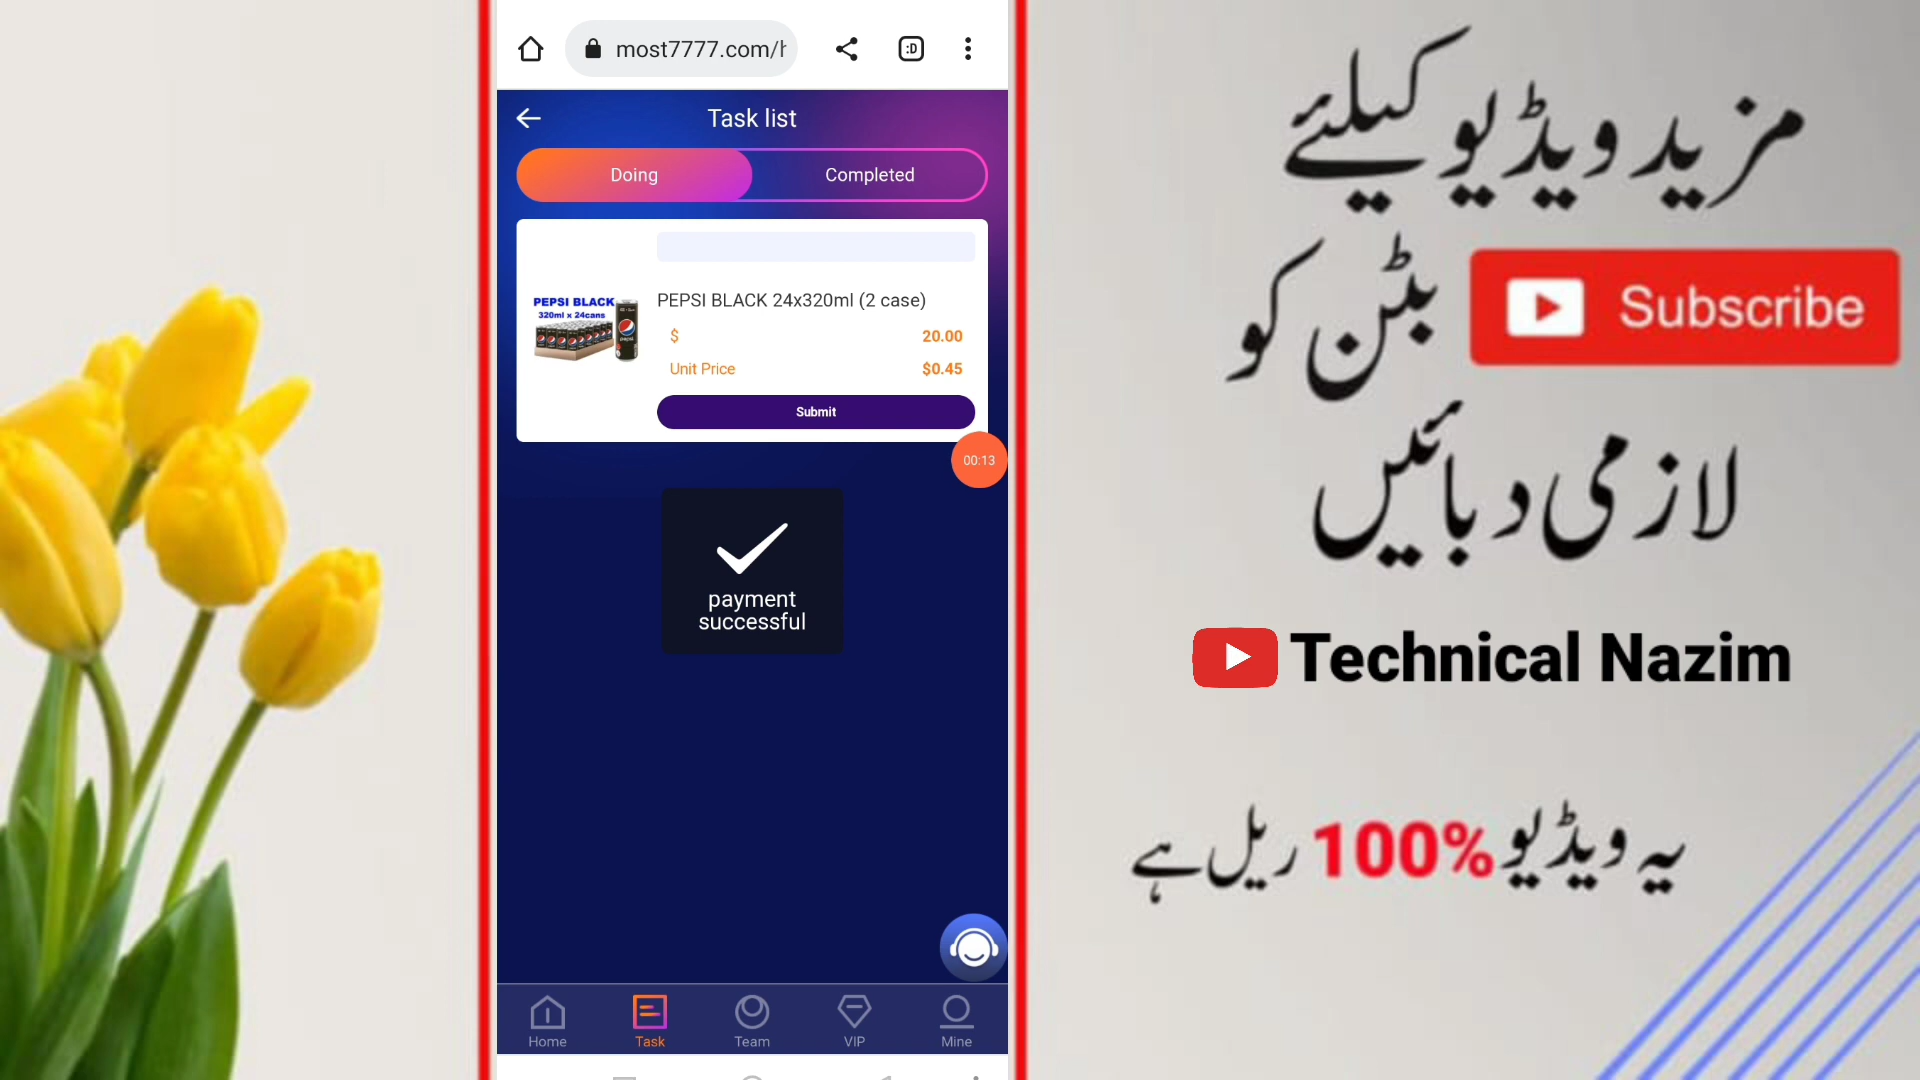 most7777.com/h
Task list
Doing
Completed
PEPSI BLACK
320ml x 24cans
PEPSI BLACK 24x320ml (2 case)
$ 20.00
Unit Price $0.45
Submit
00:13
payment
successful
Home
Task
Team
VIP
Mine
مزید ویڈیو کیلئے
بٹن کو
Subscribe
لازمی دبائیں
Technical Nazim
یہ ویڈیو 100% ریل ہے